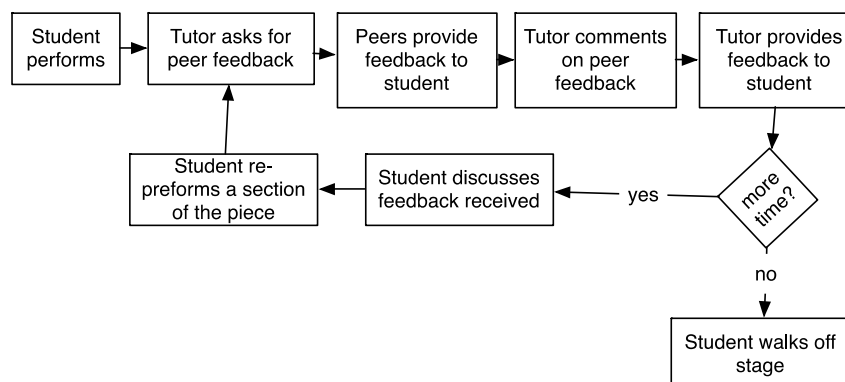 Student
performs
Tutor asks for
peer feedback
Peers provide
feedback to
student
Tutor comments
on peer
feedback
Tutor provides
feedback to
student
more
time?
yes
Student discusses
feedback received
Student re-
preforms a section
of the piece
no
Student walks off
stage